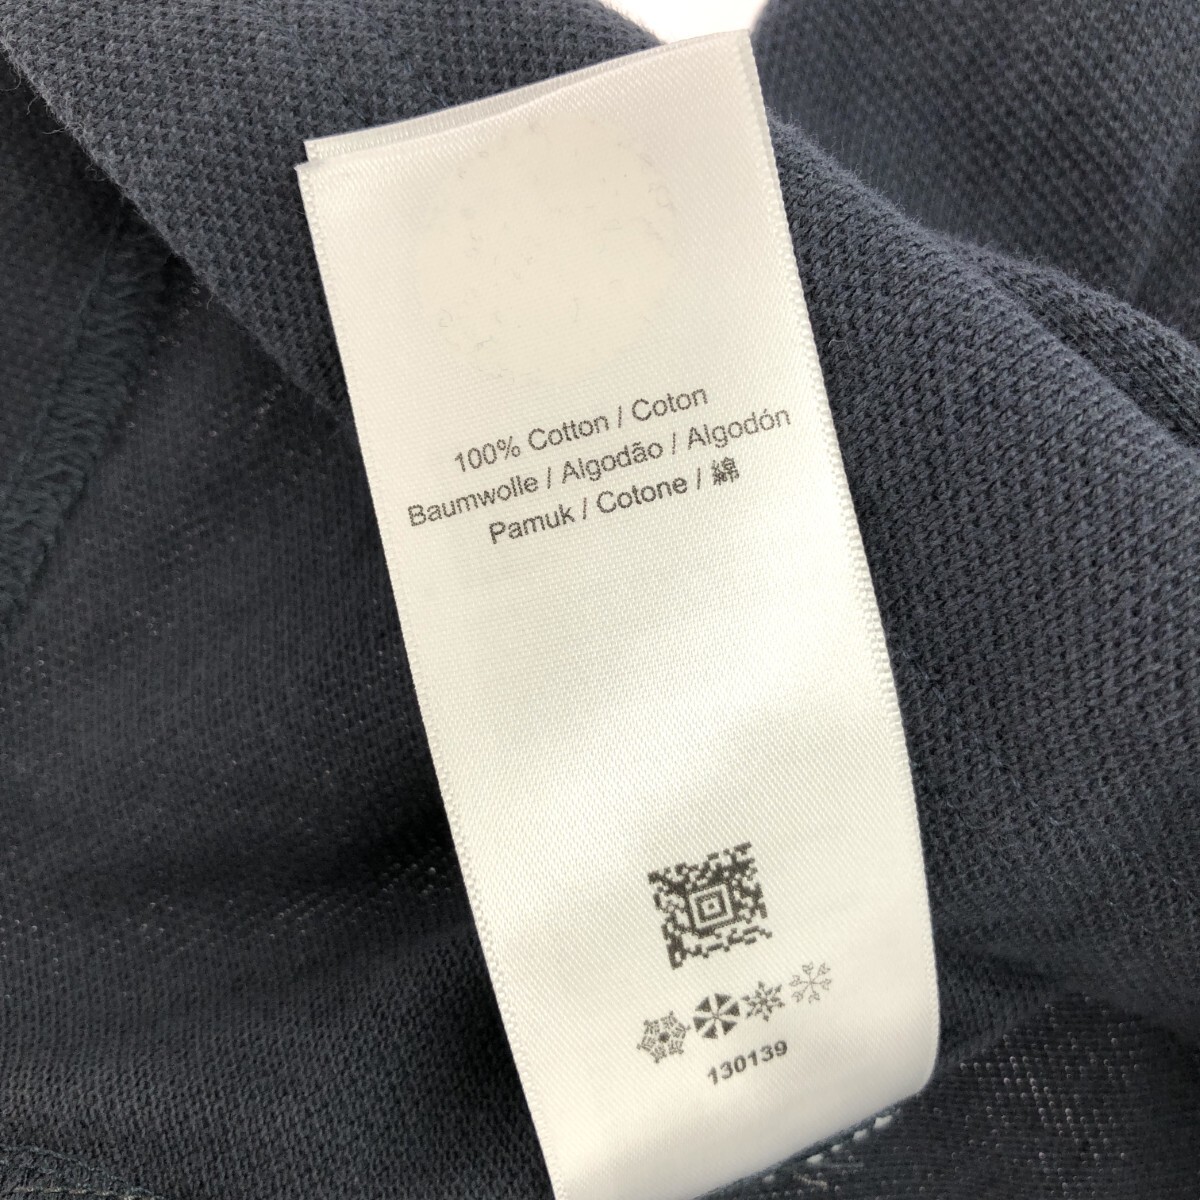 100% Cotton / Coton
Baumwolle / Algodão / Algodón
Pamuk / Cotone / 綿
130139